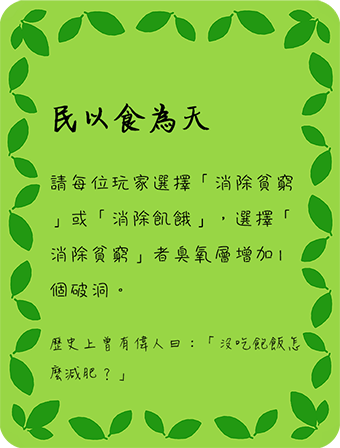 民以食為天
請每位玩家選擇「消除貧窮
」或「消除飢餓」，選擇「
消除貧窮」者臭氧層增加1
個破洞。
歷史上曾有偉人曰：「沒吃飽飯怎
麼減肥？」